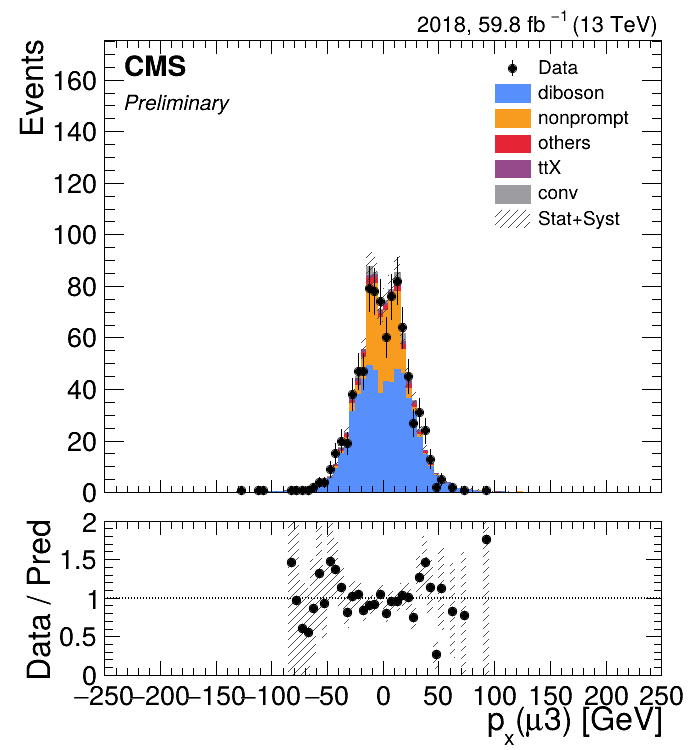 2018, 59.8 fb⁻¹ (13 TeV)
Events
CMS
Preliminary
Data
diboson
nonprompt
others
ttX
conv
Stat+Syst
160
140
120
100
80
60
40
20
0
Data / Pred
2
1.5
1
0.5
0
−250 −200 −150 −100 −50 0 50 100 150 200 250
pₓ(μ3) [GeV]